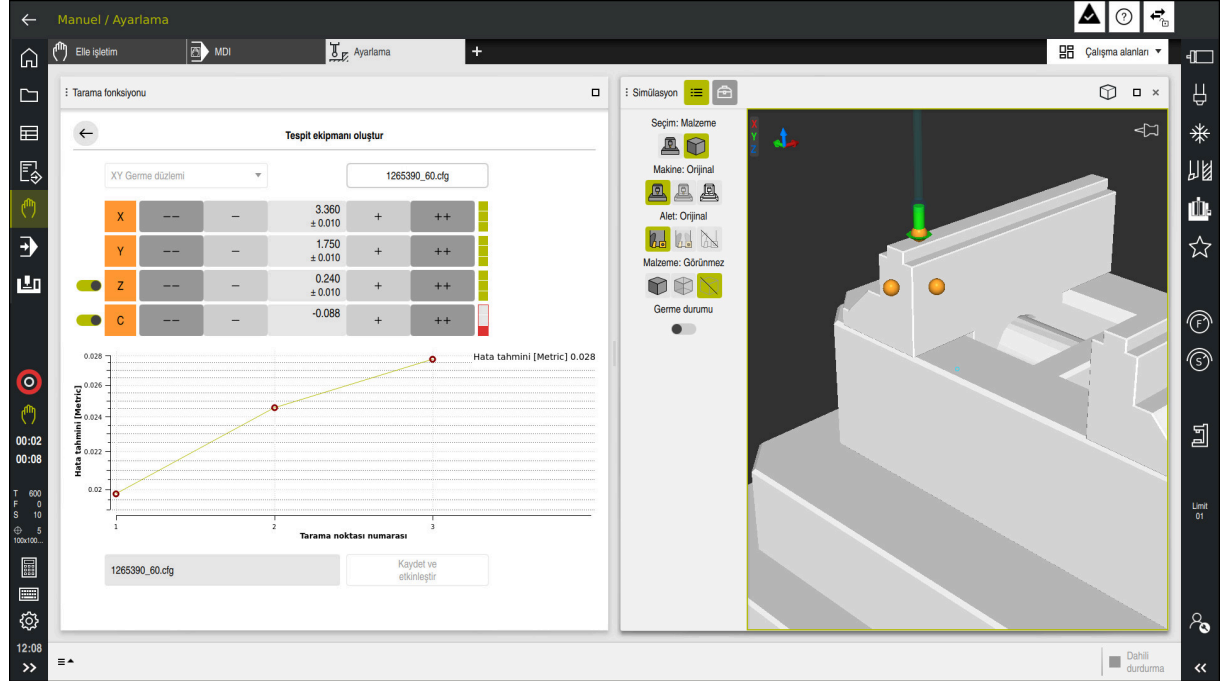 Manuel / Ayarlama
Elle işletim
MDI
Ayarlama
+
Çalışma alanları
Tarama fonksiyonu
Tespit ekipmanı oluştur
XY Germe düzlemi
1265390_60.cfg
X -- - 3.360 ± 0.010 + ++
Y -- - 1.750 ± 0.010 + ++
Z -- - 0.240 ± 0.010 + ++
C -- - -0.088 + ++
Hata tahmini [Metric] 0.028
Hata tahmini [Metric]
0.028
0.026
0.024
0.022
0.02
1 2 3
Tarama noktası numarası
1265390_60.cfg
Kaydet ve
etkinleştir
Simülasyon
Seçim: Malzeme
Makine: Orijinal
Alet: Orijinal
Malzeme: Görünmez
Germe durumu
X
Y
Z
00:02
00:08
T 600
F 0
S 10
5
100x100...
12:08
F
S
Limit
01
Dahili
durdurma